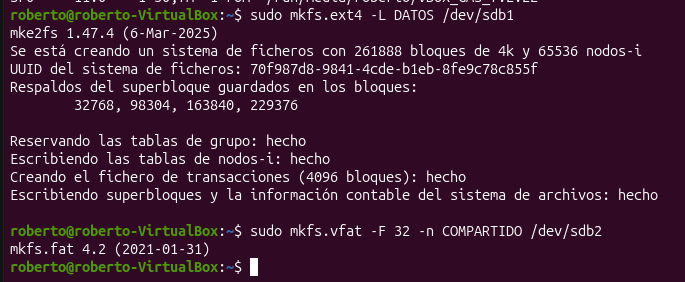 roberto@roberto-VirtualBox:~$ sudo mkfs.ext4 -L DATOS /dev/sdb1
mke2fs 1.47.4 (6-Mar-2025)
Se está creando un sistema de ficheros con 261888 bloques de 4k y 65536 nodos-i
UUID del sistema de ficheros: 70f987d8-9841-4cde-b1eb-8fe9c78c855f
Respaldos del superbloque guardados en los bloques:
        32768, 98304, 163840, 229376

Reservando las tablas de grupo: hecho
Escribiendo las tablas de nodos-i: hecho
Creando el fichero de transacciones (4096 bloques): hecho
Escribiendo superbloques y la información contable del sistema de archivos: hecho

roberto@roberto-VirtualBox:~$ sudo mkfs.vfat -F 32 -n COMPARTIDO /dev/sdb2
mkfs.fat 4.2 (2021-01-31)
roberto@roberto-VirtualBox:~$